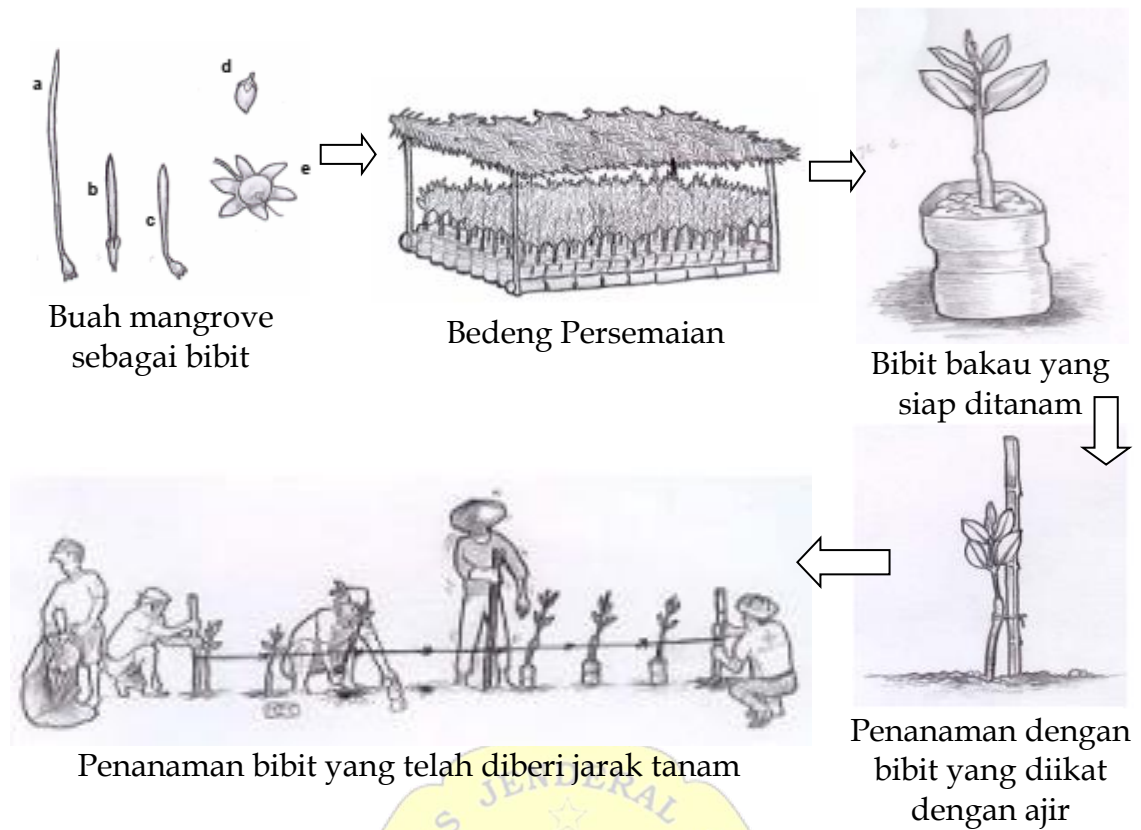 a
d
b
c
e
Buah mangrove
sebagai bibit
Bedeng Persemaian
Bibit bakau yang
siap ditanam
Penanaman dengan
bibit yang diikat
dengan ajir
Penanaman bibit yang telah diberi jarak tanam
S JENDERAL